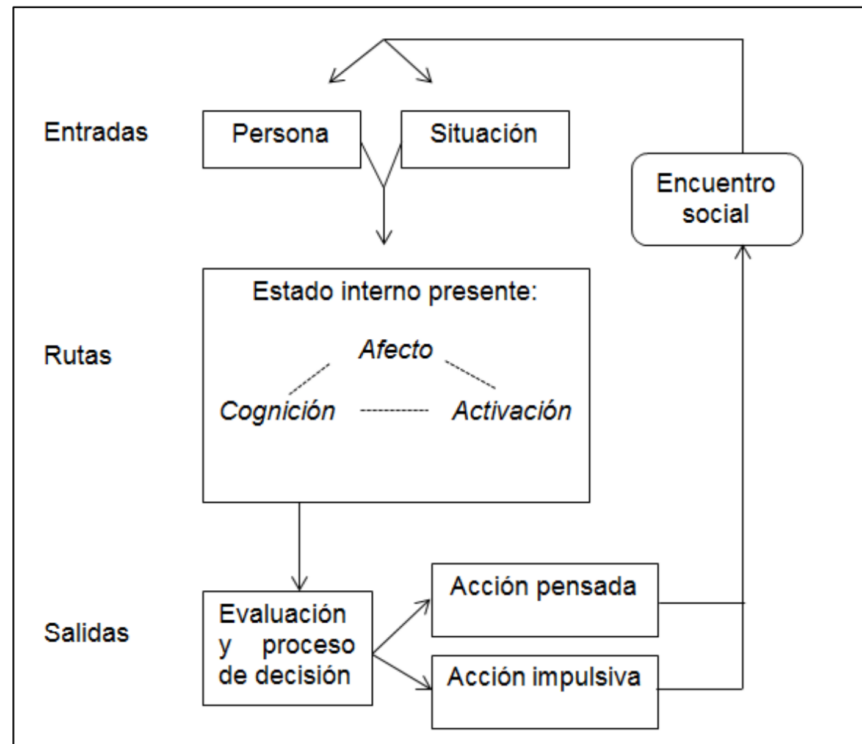 Entradas
Persona
Situación
Encuentro
social
Rutas
Estado interno presente:
Afecto
Cognición
Activación
Salidas
Evaluación
y proceso
de decisión
Acción pensada
Acción impulsiva